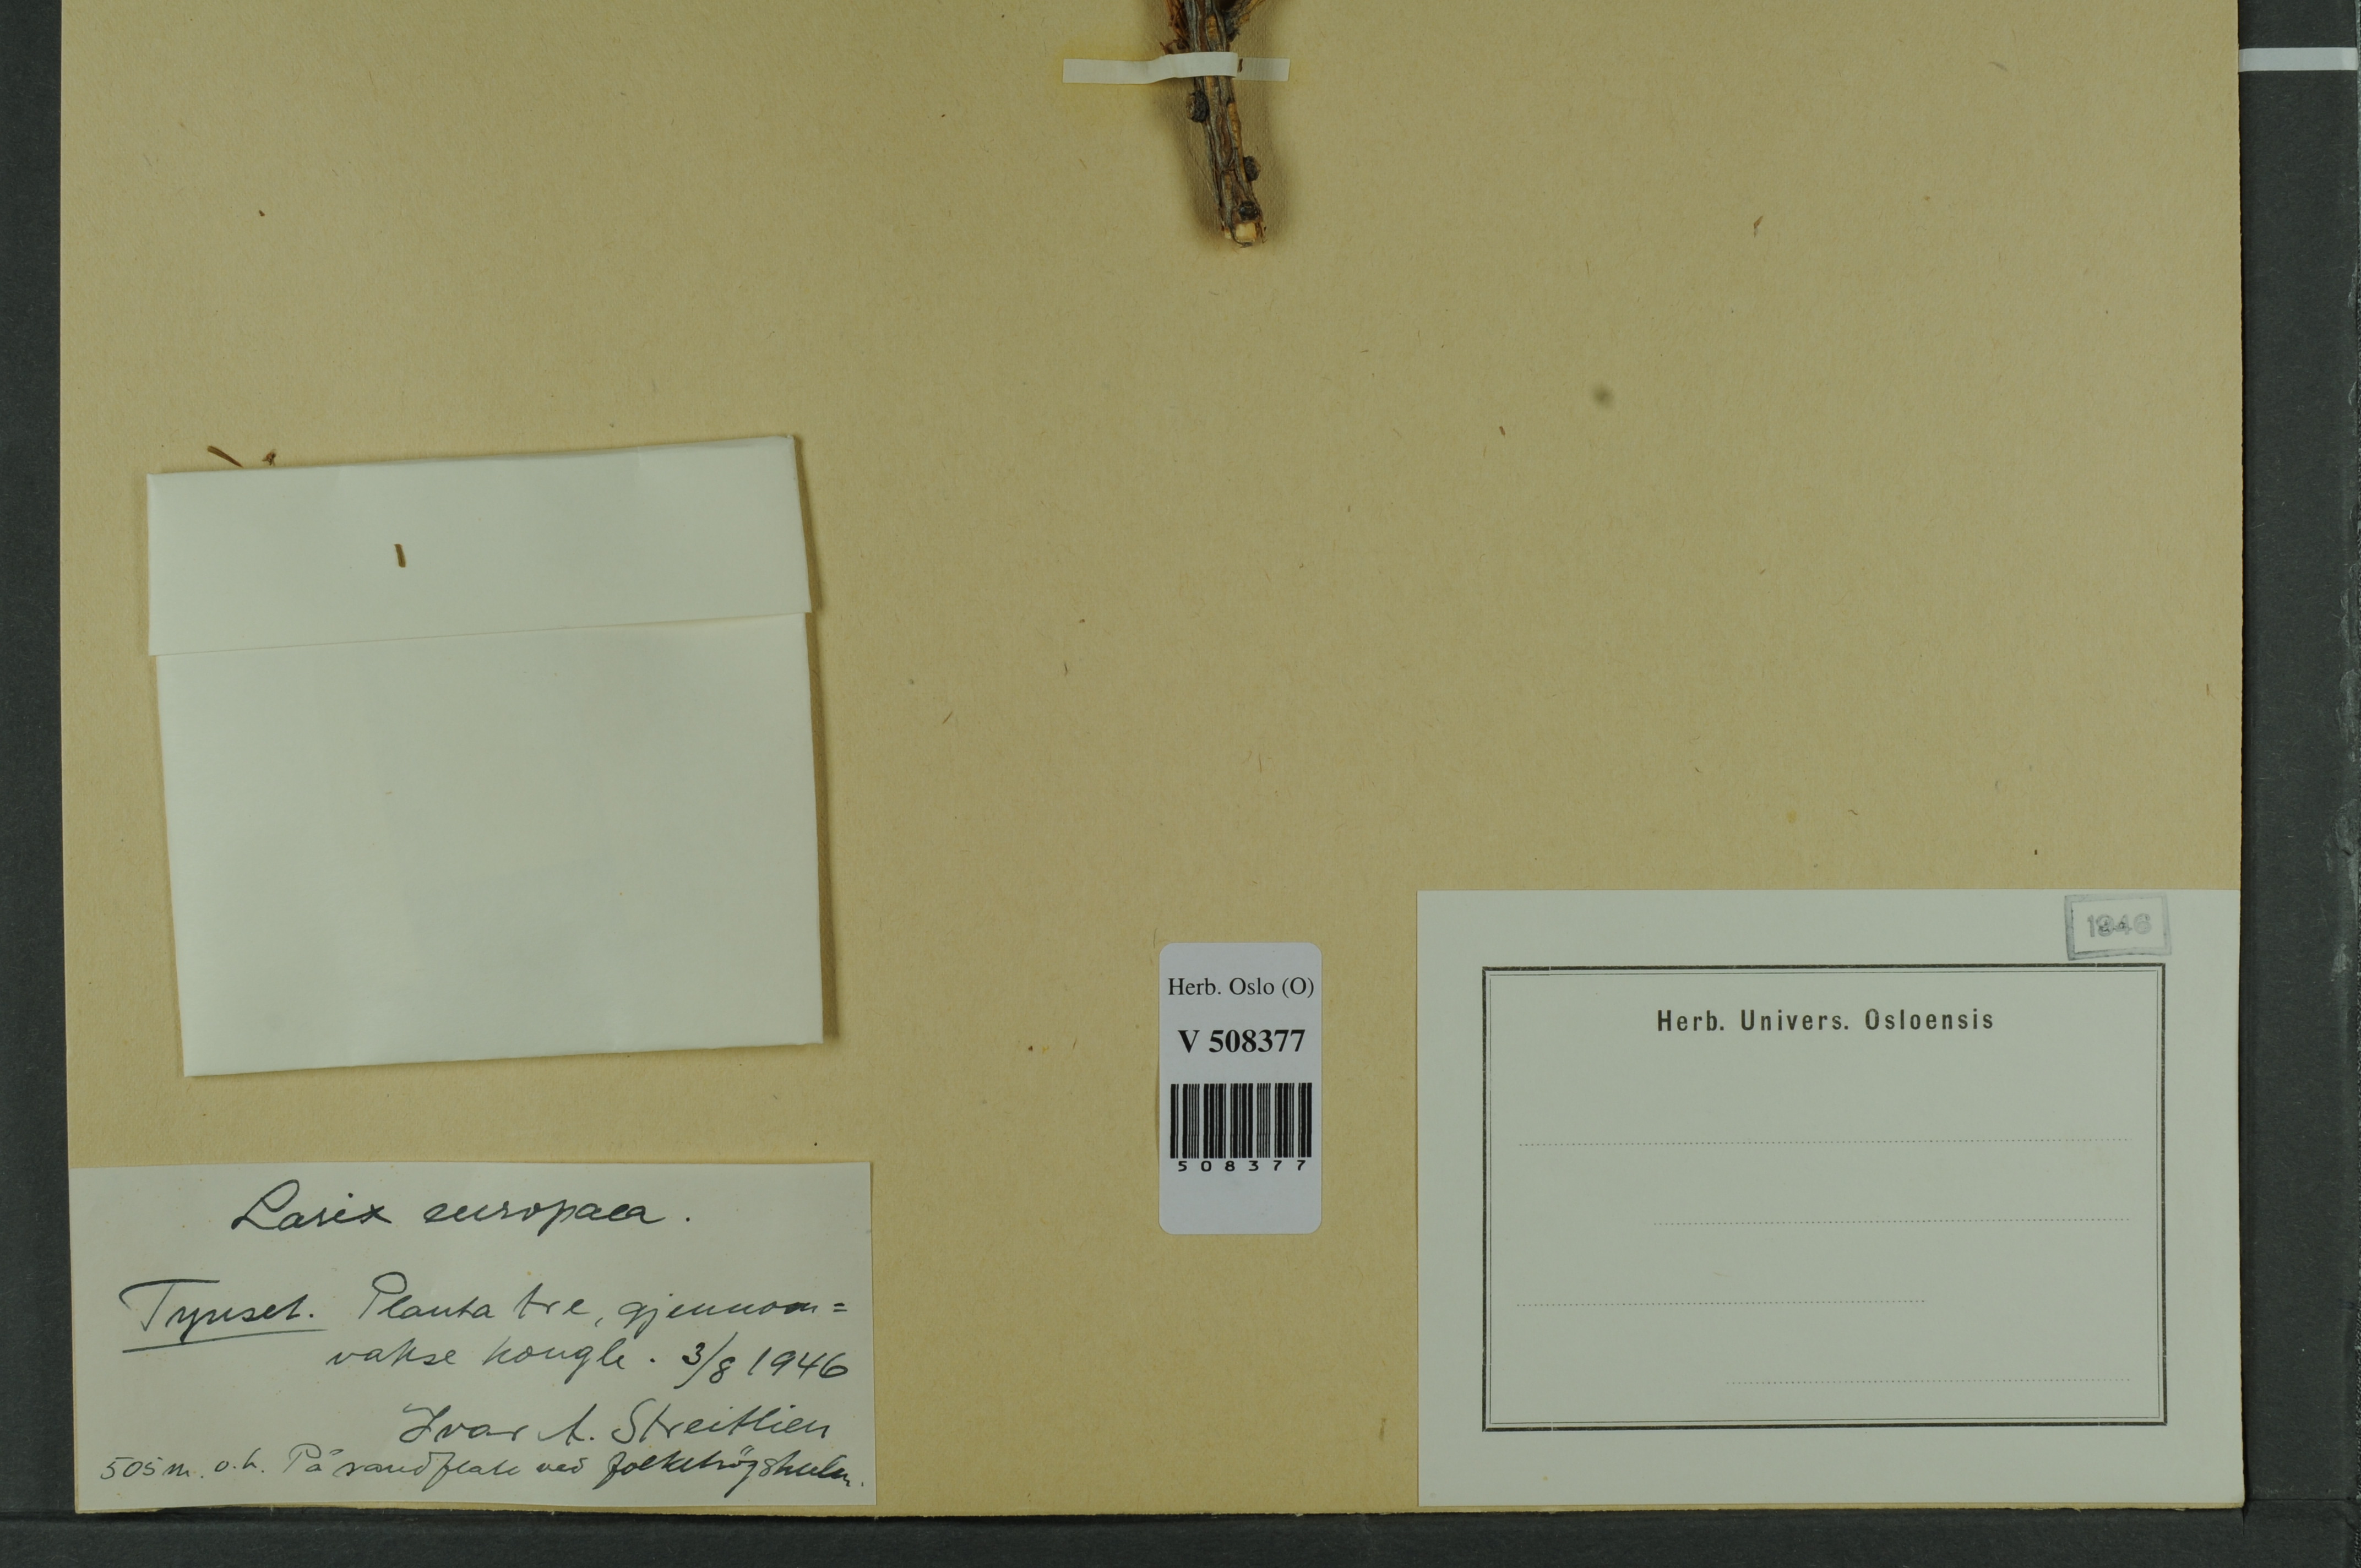 Larix europaea.
Tynset. Planta tre, gjennom=
vakse kongle. 3/8 1946
Ivar A. Streitlien
505 m. o. h. På sandflate ved folkehögskulen.
Herb. Oslo (O)
V 508377
508377
1946
Herb. Univers. Osloensis